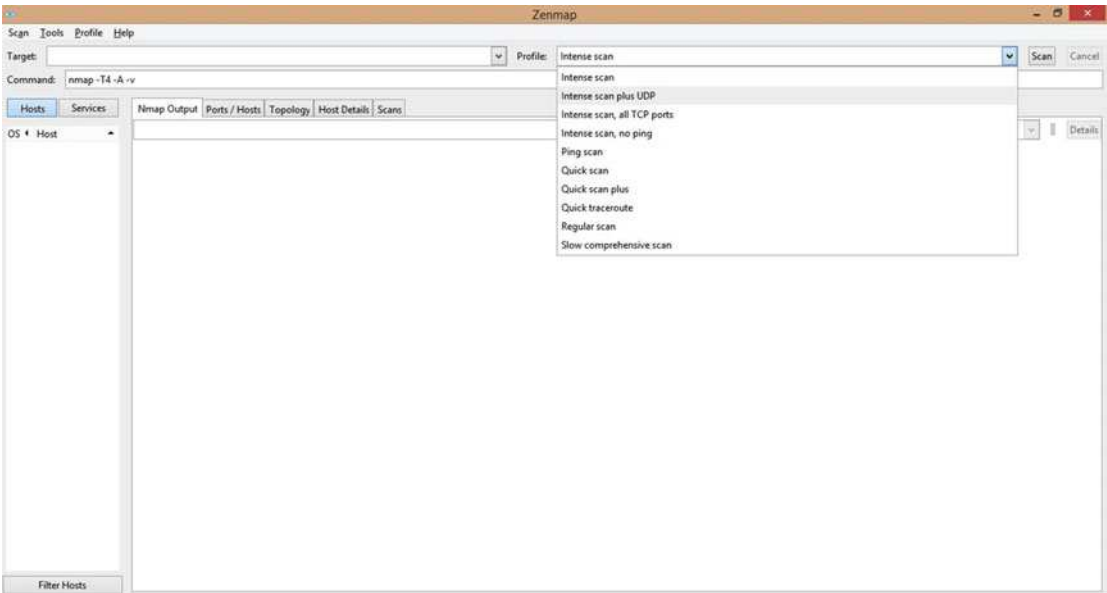 Zenmap
Scan Tools Profile Help
Target: Profile: Intense scan Scan Cancel
Command: nmap -T4 -A -v
Intense scan
Intense scan plus UDP
Intense scan, all TCP ports
Intense scan, no ping
Ping scan
Quick scan
Quick scan plus
Quick traceroute
Regular scan
Slow comprehensive scan
Hosts Services
Nmap Output Ports / Hosts Topology Host Details Scans
OS Host
Details
Filter Hosts